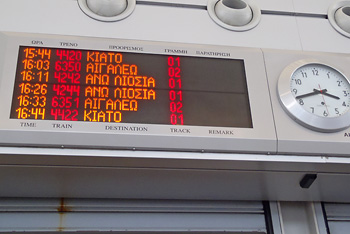 ΩΡΑ ΤΡΕΝΟ ΠΡΟΟΡΙΣΜΟΣ ΓΡΑΜΜΗ ΠΑΡΑΤΗΡΗΣΗ
15:44 4420 ΚΙΑΤΟ 01
16:03 6350 ΑΙΓΑΛΕΩ 02
16:11 4242 ΑΝΩ ΛΙΟΣΙΑ 01
16:26 4244 ΑΝΩ ΛΙΟΣΙΑ 01
16:33 6351 ΑΙΓΑΛΕΩ 02
16:44 4422 ΚΙΑΤΟ 01
TIME TRAIN DESTINATION TRACK REMARK